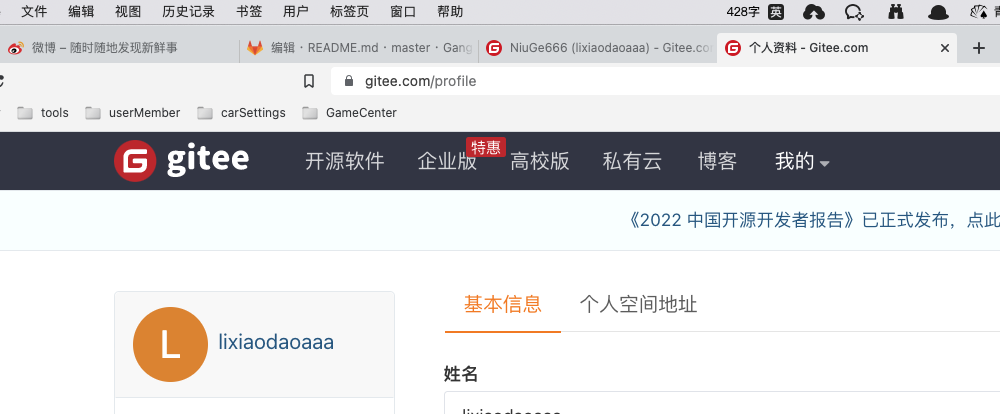 文件 编辑 视图 历史记录 书签 用户 标签页 窗口 帮助 428字 英
微博 – 随时随地发现新鲜事 编辑 · README.md · master · Gang NiuGe666 (lixiaodaoaaa) - Gitee.co 个人资料 - Gitee.com
gitee.com/profile
tools userMember carSettings GameCenter
gitee 开源软件 企业版 特惠 高校版 私有云 博客 我的
《2022 中国开源开发者报告》已正式发布，点此
L lixiaodaoaaa
基本信息 个人空间地址
姓名
lixiaodaoaaa